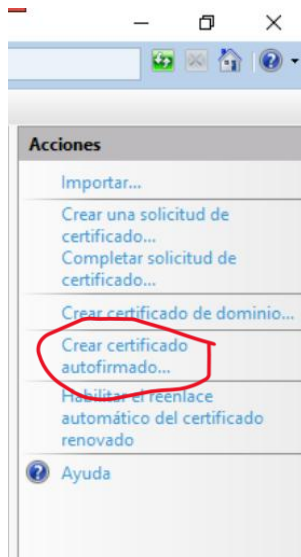 Acciones
Importar...
Crear una solicitud de
certificado...
Completar solicitud de
certificado...
Crear certificado de dominio...
Crear certificado
autofirmado...
Habilitar el reenlace
automático del certificado
renovado
Ayuda